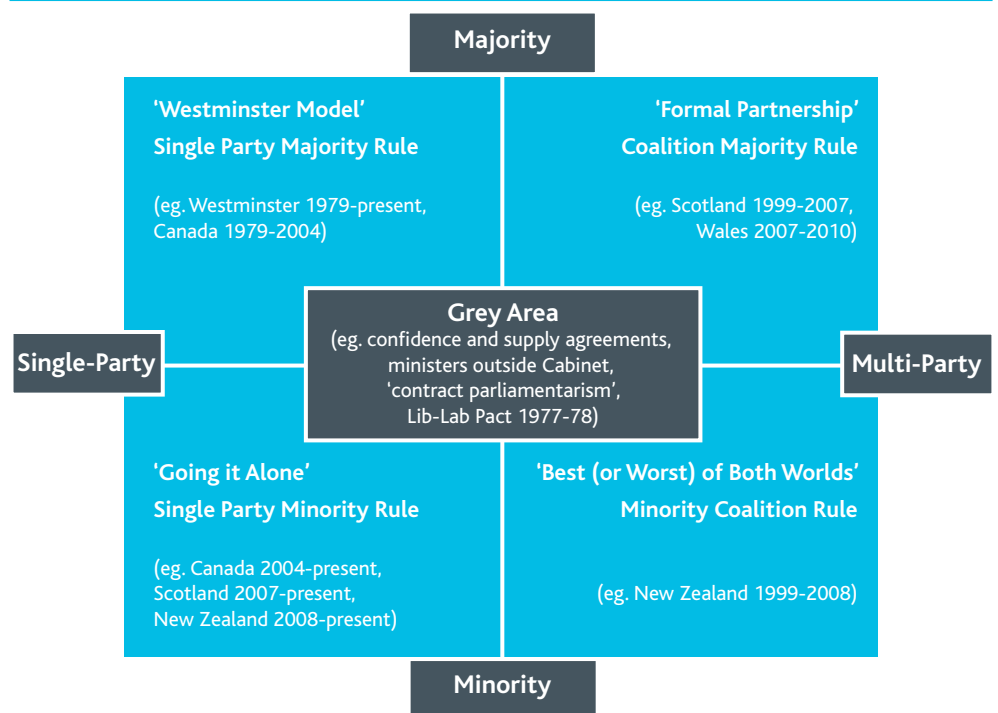 Majority
‘Westminster Model’
Single Party Majority Rule
(eg. Westminster 1979-present,
Canada 1979-2004)
‘Formal Partnership’
Coalition Majority Rule
(eg. Scotland 1999-2007,
Wales 2007-2010)
Single-Party
Grey Area
(eg. confidence and supply agreements,
ministers outside Cabinet,
‘contract parliamentarism’,
Lib-Lab Pact 1977-78)
Multi-Party
‘Going it Alone’
Single Party Minority Rule
(eg. Canada 2004-present,
Scotland 2007-present,
New Zealand 2008-present)
‘Best (or Worst) of Both Worlds’
Minority Coalition Rule
(eg. New Zealand 1999-2008)
Minority